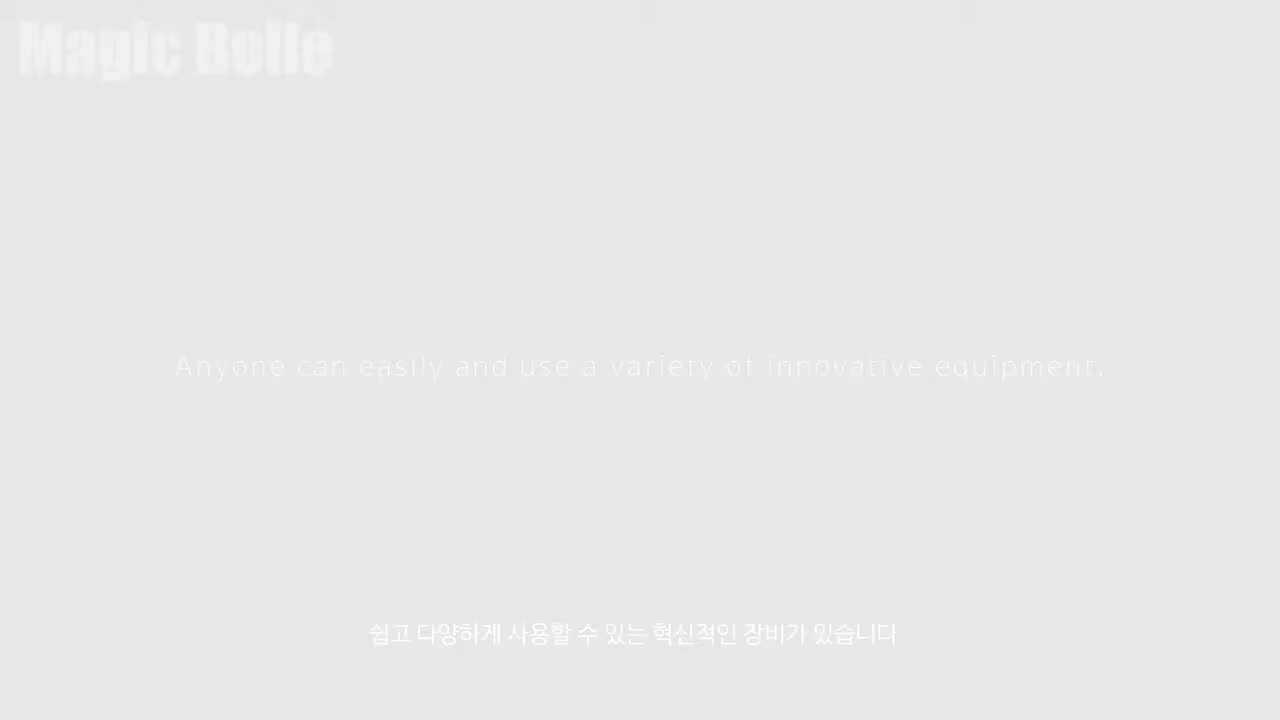 Magic Bolle
Anyone can easily and use a variety of innovative equipment.
쉽고 다양하게 사용할 수 있는 혁신적인 장비가 있습니다